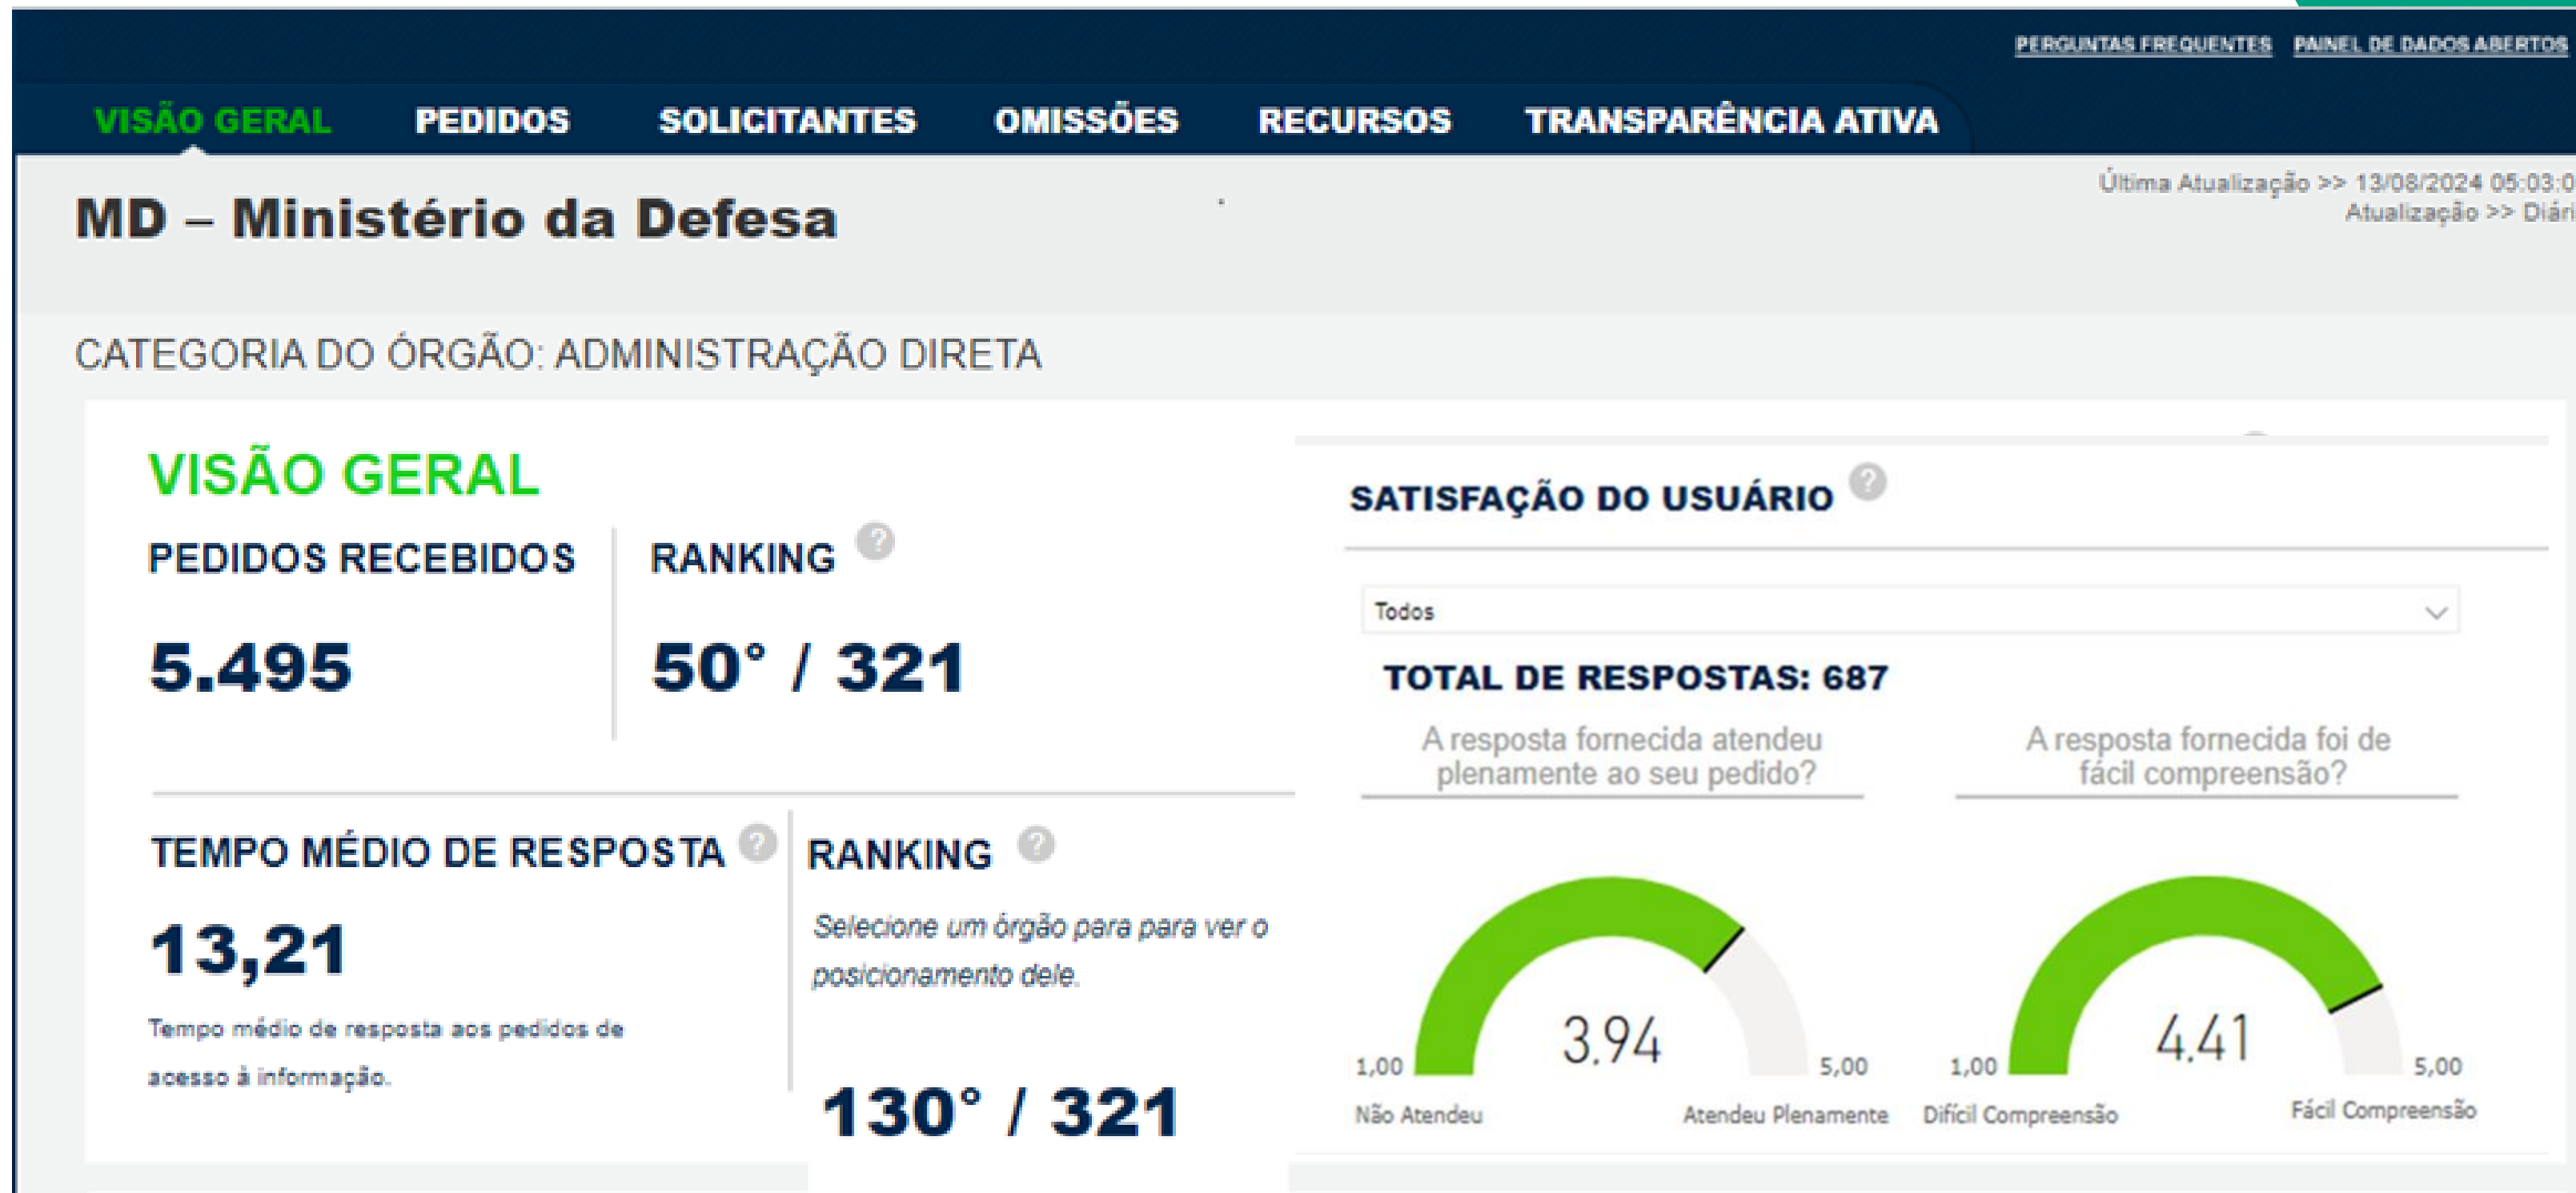 PERGUNTAS FREQUENTES PAINEL DE DADOS ABERTOS
VISÃO GERAL PEDIDOS SOLICITANTES OMISSÕES RECURSOS TRANSPARÊNCIA ATIVA
MD – Ministério da Defesa
Última Atualização >> 13/08/2024 05:03:0
Atualização >> Diári
CATEGORIA DO ÓRGÃO: ADMINISTRAÇÃO DIRETA
VISÃO GERAL
PEDIDOS RECEBIDOS
5.495
RANKING ?
50° / 321
TEMPO MÉDIO DE RESPOSTA ?
13,21
Tempo médio de resposta aos pedidos de
acesso à informação.
RANKING ?
Selecione um órgão para para ver o
posicionamento dele.
130° / 321
SATISFAÇÃO DO USUÁRIO ?
Todos
TOTAL DE RESPOSTAS: 687
A resposta fornecida atendeu
plenamente ao seu pedido?
3,94
1,00
5,00
Não Atendeu
Atendeu Plenamente
A resposta fornecida foi de
fácil compreensão?
4,41
1,00
5,00
Difícil Compreensão
Fácil Compreensão